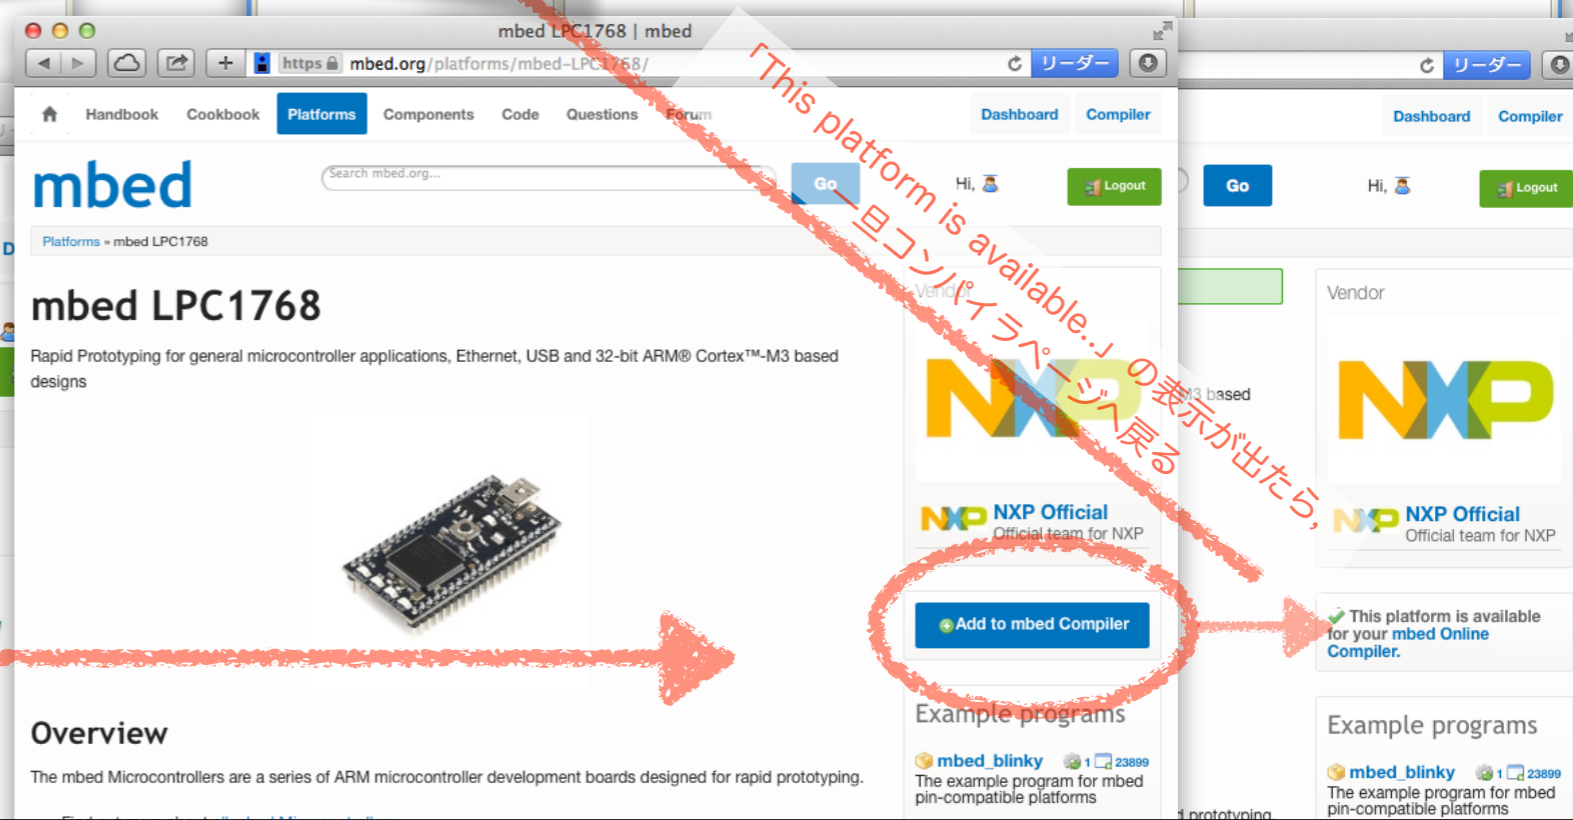 mbed LPC1768 | mbed
https mbed.org/platforms/mbed-LPC1768/
リーダー
Handbook Cookbook Platforms Components Code Questions Forum
Dashboard Compiler
mbed
Search mbed.org...
Go
Hi,
Logout
Platforms » mbed LPC1768
mbed LPC1768
Rapid Prototyping for general microcontroller applications, Ethernet, USB and 32-bit ARM® Cortex™-M3 based
designs
Vendor
NXP
NXP NXP Official
Official team for NXP
Add to mbed Compiler
Example programs
mbed_blinky 1 23899
The example program for mbed
pin-compatible platforms
Overview
The mbed Microcontrollers are a series of ARM microcontroller development boards designed for rapid prototyping.
「This platform is available...」の表示が出たら,
一旦コンパイラページへ戻る
リーダー
Dashboard Compiler
Go
Hi,
Logout
Vendor
M3 based
NXP
NXP NXP Official
Official team for NXP
This platform is available
for your mbed Online
Compiler.
Example programs
mbed_blinky 1 23899
The example program for mbed
pin-compatible platforms
prototyping.